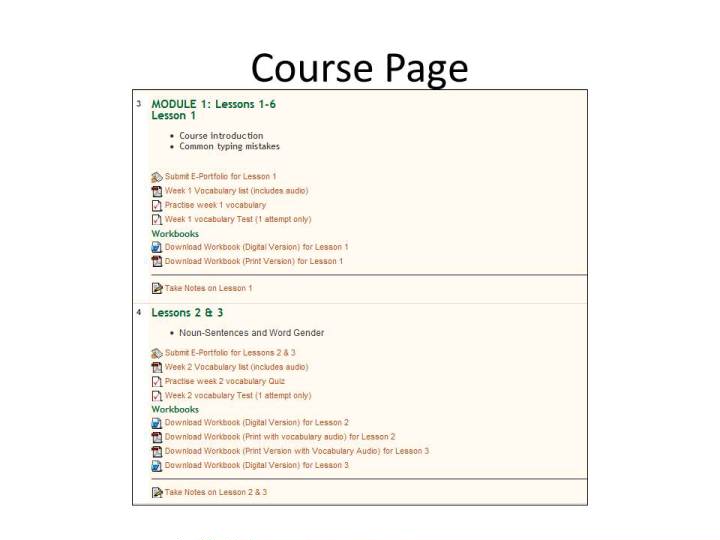 Course Page
3
MODULE 1: Lessons 1-6
Lesson 1
• Course introduction
• Common typing mistakes
Submit E-Portfolio for Lesson 1
Week 1 Vocabulary list (includes audio)
Practise week 1 vocabulary
Week 1 vocabulary Test (1 attempt only)
Workbooks
Download Workbook (Digital Version) for Lesson 1
Download Workbook (Print Version) for Lesson 1
Take Notes on Lesson 1
4
Lessons 2 & 3
• Noun-Sentences and Word Gender
Submit E-Portfolio for Lessons 2 & 3
Week 2 Vocabulary list (includes audio)
Practise week 2 vocabulary Quiz
Week 2 vocabulary Test (1 attempt only)
Workbooks
Download Workbook (Digital Version) for Lesson 2
Download Workbook (Print with vocabulary audio) for Lesson 2
Download Workbook (Print Version with Vocabulary Audio) for Lesson 3
Download Workbook (Digital Version) for Lesson 3
Take Notes on Lesson 2 & 3